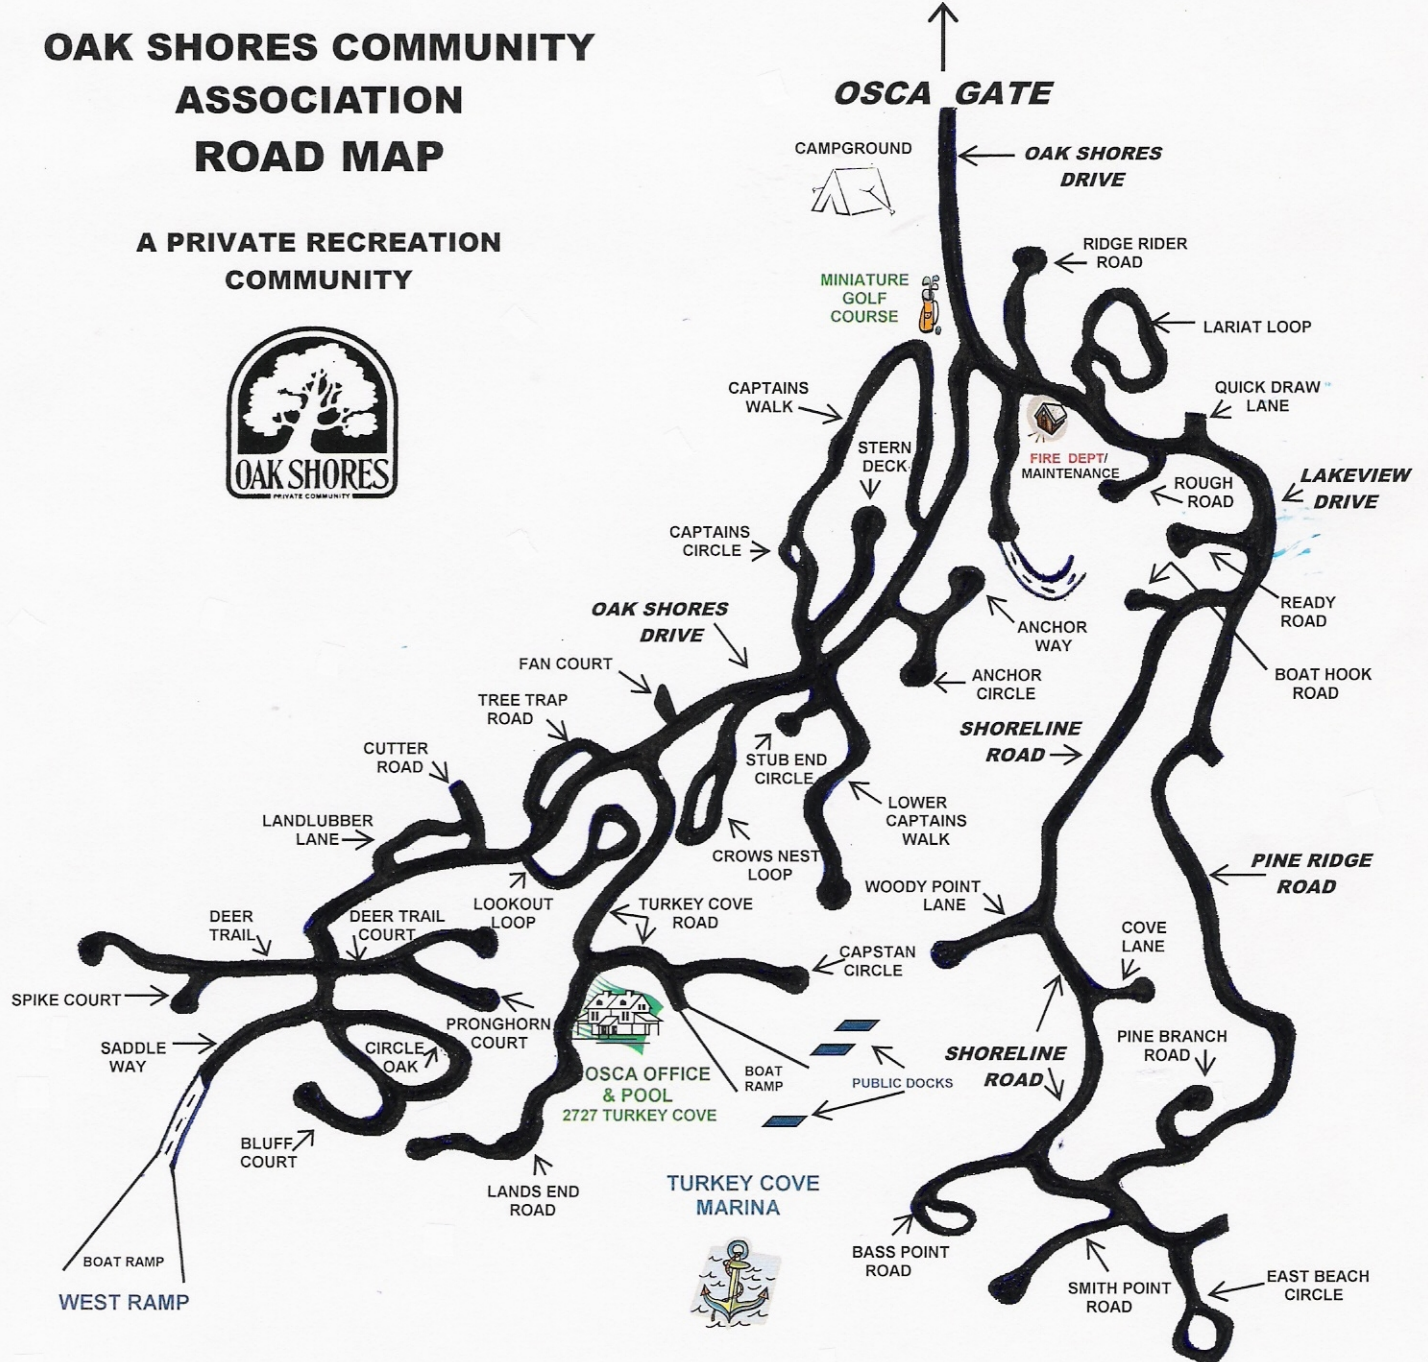 OAK SHORES COMMUNITY
ASSOCIATION
ROAD MAP
A PRIVATE RECREATION
COMMUNITY
OAK SHORES
PRIVATE COMMUNITY
OSCA GATE
CAMPGROUND
OAK SHORES
DRIVE
RIDGE RIDER
ROAD
MINIATURE
GOLF
COURSE
LARIAT LOOP
CAPTAINS
WALK
QUICK DRAW
LANE
STERN
DECK
FIRE DEPT/
MAINTENANCE
ROUGH
ROAD
LAKEVIEW
DRIVE
CAPTAINS
CIRCLE
READY
ROAD
OAK SHORES
DRIVE
ANCHOR
WAY
FAN COURT
ANCHOR
CIRCLE
BOAT HOOK
ROAD
TREE TRAP
ROAD
SHORELINE
ROAD
CUTTER
ROAD
STUB END
CIRCLE
LOWER
CAPTAINS
WALK
LANDLUBBER
LANE
CROWS NEST
LOOP
PINE RIDGE
ROAD
WOODY POINT
LANE
LOOKOUT
LOOP
TURKEY COVE
ROAD
DEER
TRAIL
DEER TRAIL
COURT
COVE
LANE
CAPSTAN
CIRCLE
SPIKE COURT
PRONGHORN
COURT
SADDLE
WAY
CIRCLE
OAK
PINE BRANCH
ROAD
SHORELINE
ROAD
OSCA OFFICE
& POOL
2727 TURKEY COVE
BOAT
RAMP
PUBLIC DOCKS
BLUFF
COURT
LANDS END
ROAD
TURKEY COVE
MARINA
BASS POINT
ROAD
SMITH POINT
ROAD
EAST BEACH
CIRCLE
BOAT RAMP
WEST RAMP